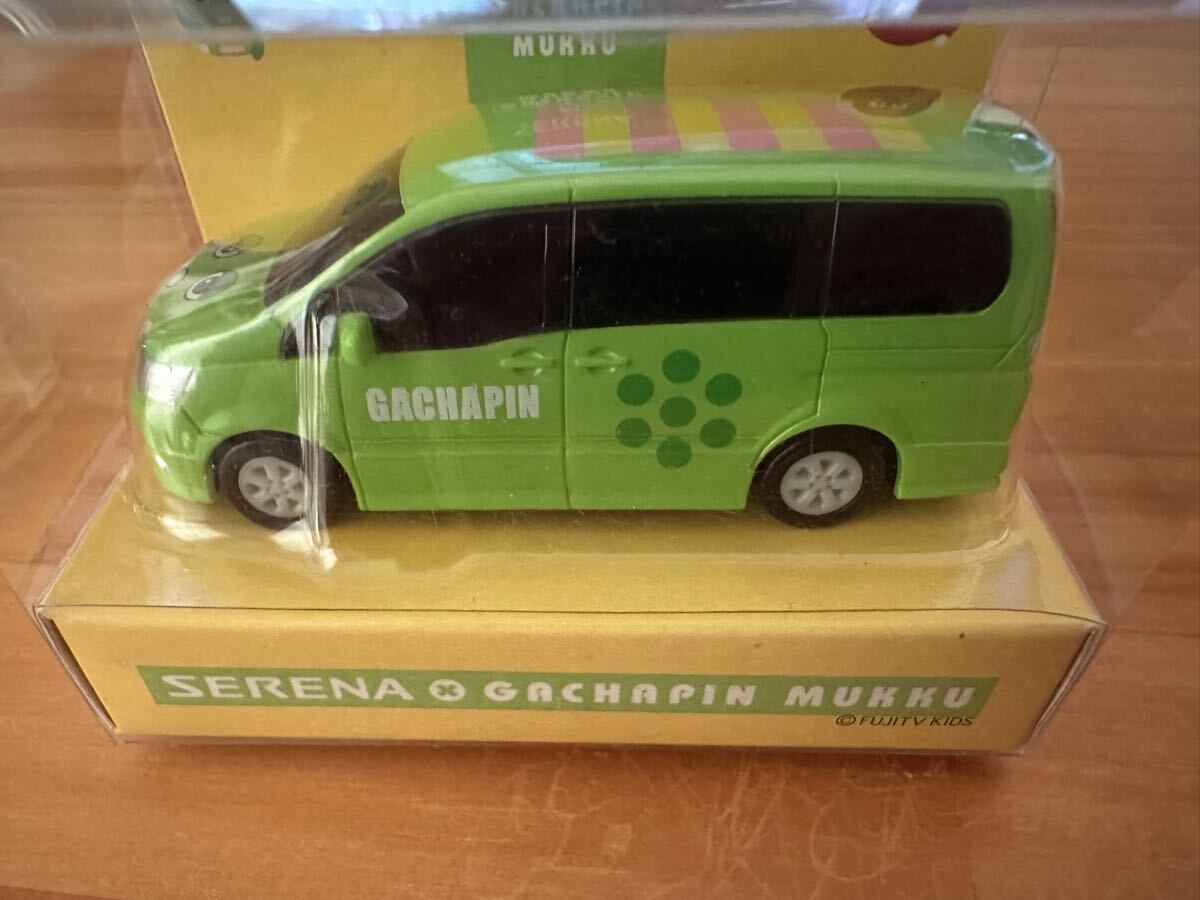 MUKKU
GACHAPIN
SERENA × GACHAPIN MUKKU
©FUJITV KIDS